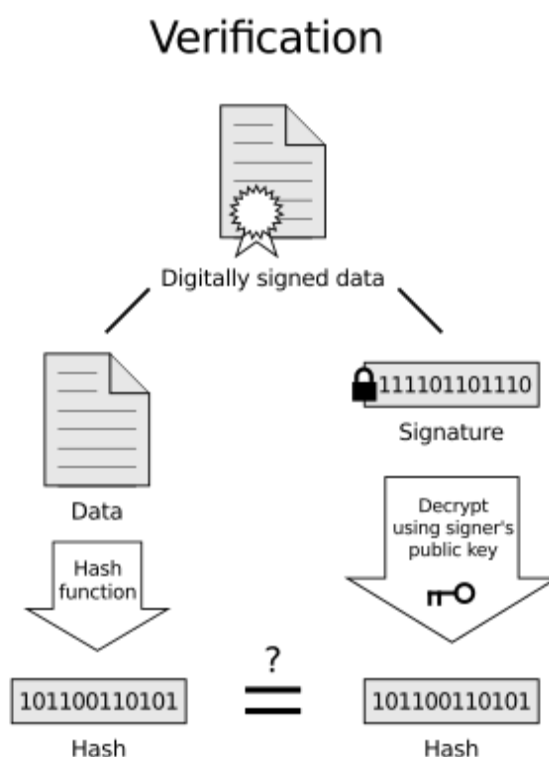 Verification
Digitally signed data
111101101110
Signature
Data
Decrypt
using signer's
public key
Hash
function
?
101100110101
=
101100110101
Hash
Hash